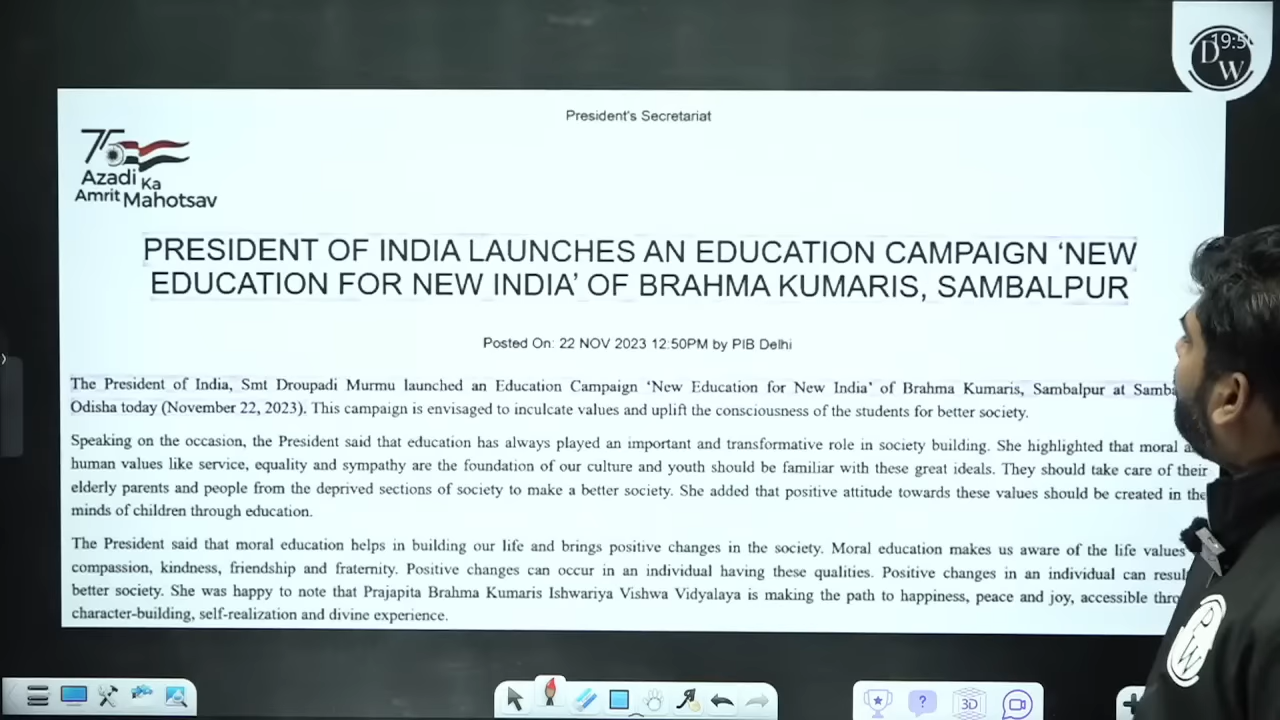 19:5
DW
President's Secretariat
75
Azadi Ka
Amrit Mahotsav
PRESIDENT OF INDIA LAUNCHES AN EDUCATION CAMPAIGN ‘NEW
EDUCATION FOR NEW INDIA’ OF BRAHMA KUMARIS, SAMBALPUR
Posted On: 22 NOV 2023 12:50PM by PIB Delhi
The President of India, Smt Droupadi Murmu launched an Education Campaign ‘New Education for New India’ of Brahma Kumaris, Sambalpur at
Odisha today (November 22, 2023). This campaign is envisaged to inculcate values and uplift the consciousness of the students for better society.
Speaking on the occasion, the President said that education has always played an important and transformative role in society building. She highlighted that moral
human values like service, equality and sympathy are the foundation of our culture and youth should be familiar with these great ideals. They should take care of their
elderly parents and people from the deprived sections of society to make a better society. She added that positive attitude towards these values should be created in the
minds of children through education.
The President said that moral education helps in building our life and brings positive changes in the society. Moral education makes us aware of the life values
compassion, kindness, friendship and fraternity. Positive changes can occur in an individual having these qualities. Positive changes in an individual can
better society. She was happy to note that Prajapita Brahma Kumaris Ishwariya Vishwa Vidyalaya is making the path to happiness, peace and joy, accessible
character-building, self-realization and divine experience.
PW
?
3D